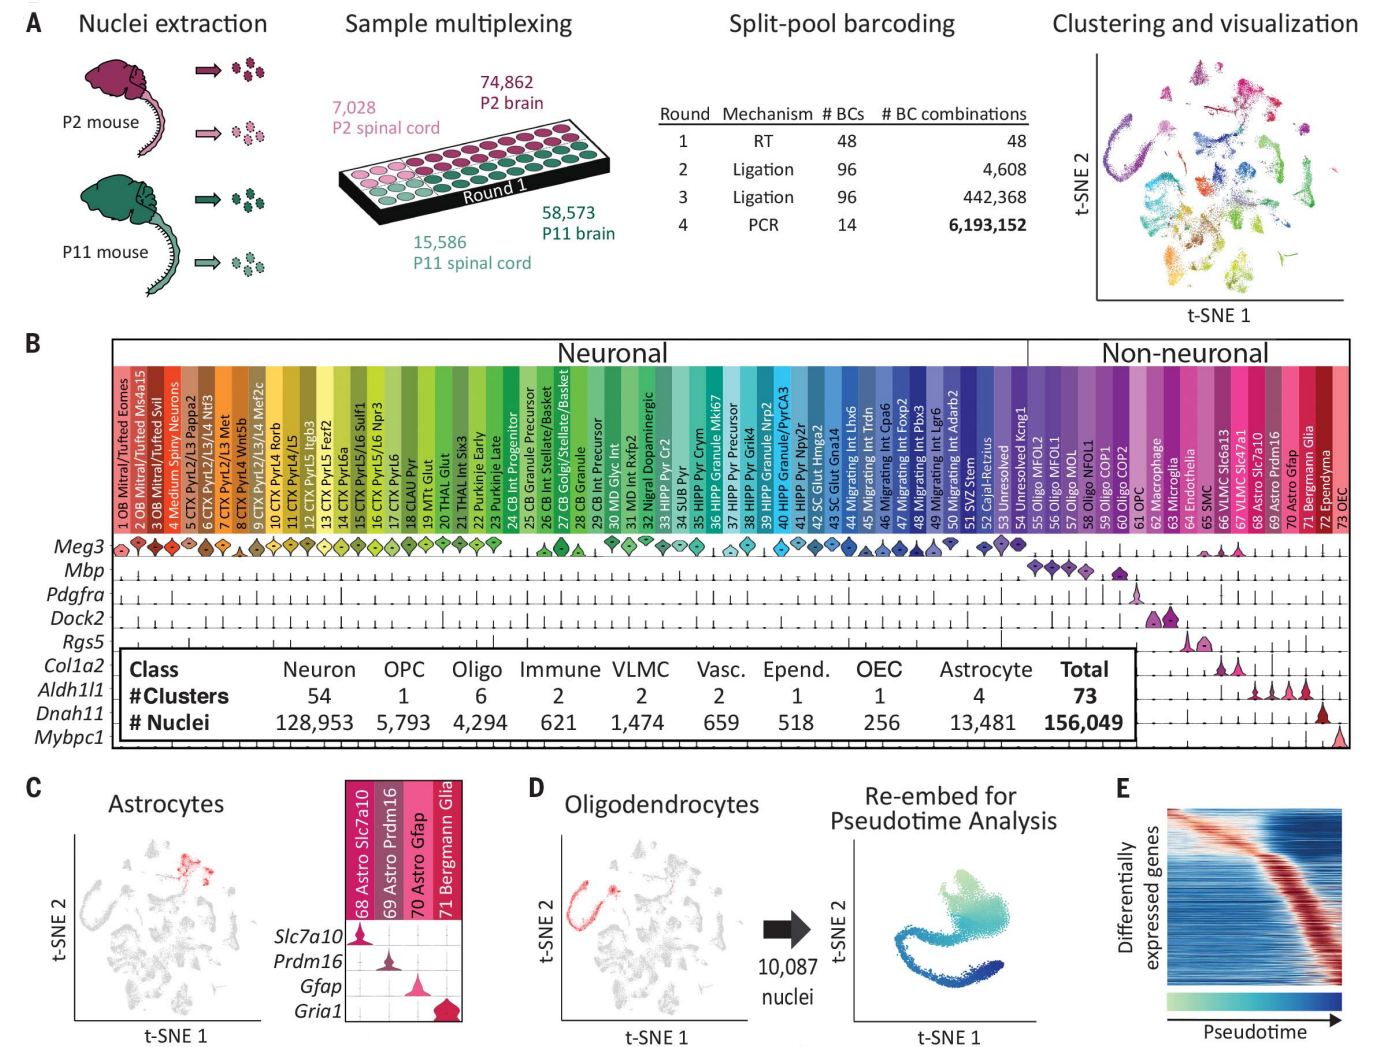 A
Nuclei extraction
Sample multiplexing
Split-pool barcoding
Clustering and visualization
P2 mouse
P11 mouse
74,862
P2 brain
7,028
P2 spinal cord
Round 1
58,573
P11 brain
15,586
P11 spinal cord
Round Mechanism # BCs # BC combinations
1 RT 48 48
2 Ligation 96 4,608
3 Ligation 96 442,368
4 PCR 14 6,193,152
t-SNE 2
t-SNE 1
B
Neuronal
Non-neuronal
1 OB Mitral/Tufted Eomes
2 OB Mitral/Tufted Ms4a15
3 OB Mitral/Tufted Svil
4 Medium Spiny Neurons
5 CTX PyrL2/L3 Pappa2
6 CTX PyrL2/L3/L4 Ntf3
7 CTX PyrL2/L3 Met
8 CTX PyrL4 Wnt5b
9 CTX PyrL2/L3/L4 Mef2c
10 CTX PyrL4 Rorb
11 CTX PyrL4/L5
12 CTX PyrL5 Itgb3
13 CTX PyrL5 Fezf2
14 CTX PyrL6a
15 CTX PyrL5/L6 Sulf1
16 CTX PyrL5/L6 Npr3
17 CTX PyrL6
18 CLAU Pyr
19 MTt Glut
20 THAL Glut
21 THAL Int Six3
22 Purkinje Early
23 Purkinje Late
24 CB Int Progenitor
25 CB Granule Precursor
26 CB Int Stellate/Basket
27 CB Golgi/Stellate/Basket
28 CB Granule
29 CB Int Precursor
30 MD Glyc Int
31 MD Int Rxfp2
32 Nigral Dopaminergic
33 HIPP Pyr Cr2
34 SUB Pyr
35 HIPP Pyr Crym
36 HIPP Granule Mki67
37 HIPP Pyr Precursor
38 HIPP Pyr Grik4
39 HIPP Granule Nrp2
40 HIPP Granule/PyrCA3
41 HIPP Pyr Npy2r
42 SC Glut Hmga2
43 SC Glut Gna14
44 Migrating Int Lhx6
45 Migrating Int Trdn
46 Migrating Int Cpa6
47 Migrating Int Foxp2
48 Migrating Int Pbx3
49 Migrating Int Lgr6
50 Migrating Int Adarb2
51 SVZ Stem
52 Cajal-Retzius
53 Unresolved
54 Unresolved Kcng1
55 Oligo MFOL2
56 Oligo MFOL1
57 Oligo MOL
58 Oligo NFOL1
59 Oligo COP1
60 Oligo COP2
61 OPC
62 Macrophage
63 Microglia
64 Endothelia
65 SMC
66 VLMC Slc6a13
67 VLMC Slc47a1
68 Astro Slc7a10
69 Astro Prdm16
70 Astro Gfap
71 Bergmann Glia
72 Ependyma
73 OEC
Meg3
Mbp
Pdgfra
Dock2
Rgs5
Col1a2
Aldh1l1
Dnah11
Mybpc1
Class Neuron OPC Oligo Immune VLMC Vasc. Epend. OEC Astrocyte Total
#Clusters 54 1 6 2 2 2 1 1 4 73
# Nuclei 128,953 5,793 4,294 621 1,474 659 518 256 13,481 156,049
C
Astrocytes
t-SNE 2
t-SNE 1
68 Astro Slc7a10
69 Astro Prdm16
70 Astro Gfap
71 Bergmann Glia
Slc7a10
Prdm16
Gfap
Gria1
D
Oligodendrocytes
t-SNE 2
t-SNE 1
10,087
nuclei
Re-embed for
Pseudotime Analysis
t-SNE 2
t-SNE 1
E
Differentially
expressed genes
Pseudotime